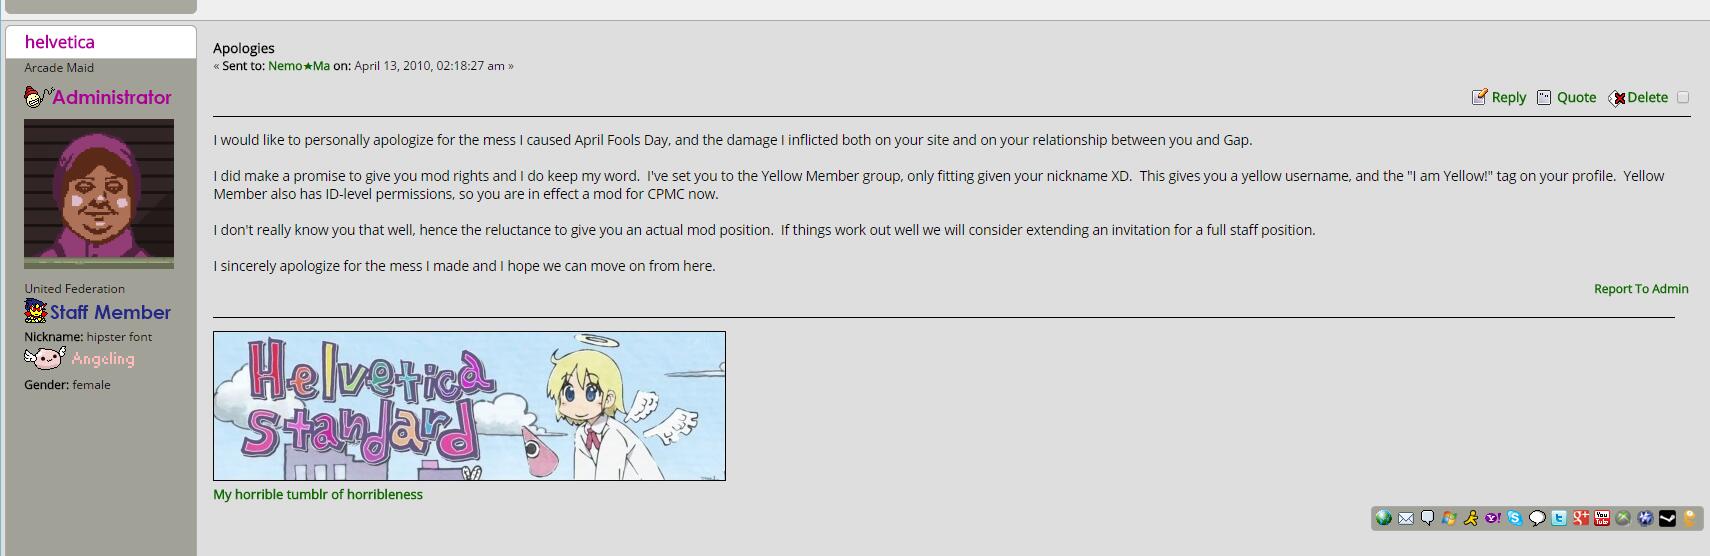 helvetica
Arcade Maid
Administrator
United Federation
Staff Member
Nickname: hipster font
Angeling
Gender: female
Apologies
« Sent to: Nemo★Ma on: April 13, 2010, 02:18:27 am »
Reply Quote Delete
I would like to personally apologize for the mess I caused April Fools Day, and the damage I inflicted both on your site and on your relationship between you and Gap.
I did make a promise to give you mod rights and I do keep my word.  I've set you to the Yellow Member group, only fitting given your nickname XD.  This gives you a yellow username, and the "I am Yellow!" tag on your profile.  Yellow
Member also has ID-level permissions, so you are in effect a mod for CPMC now.
I don't really know you that well, hence the reluctance to give you an actual mod position.  If things work out well we will consider extending an invitation for a full staff position.
I sincerely apologize for the mess I made and I hope we can move on from here.
Report To Admin
Helvetica
Standard
My horrible tumblr of horribleness